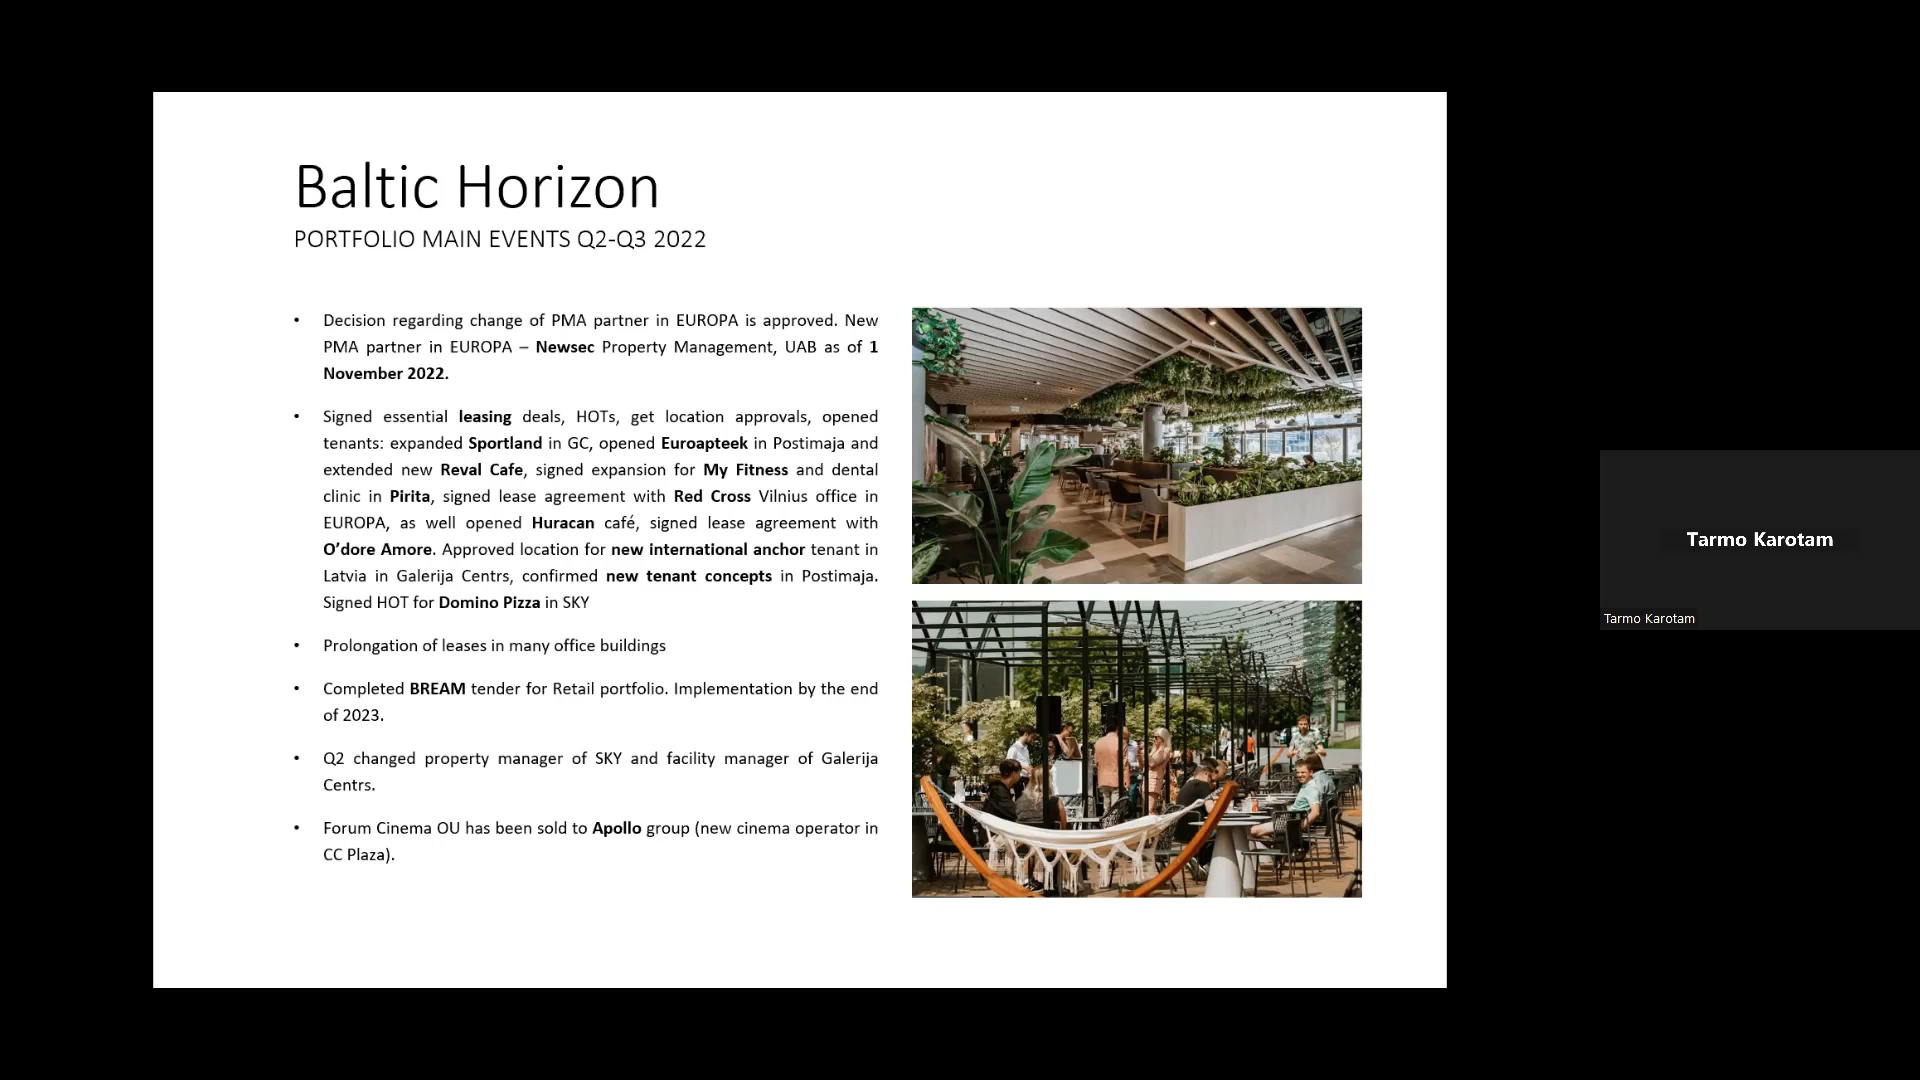 Baltic Horizon
PORTFOLIO MAIN EVENTS Q2-Q3 2022
• Decision regarding change of PMA partner in EUROPA is approved. New
PMA partner in EUROPA – Newsec Property Management, UAB as of 1
November 2022.
• Signed essential leasing deals, HOTs, get location approvals, opened
tenants: expanded Sportland in GC, opened Euroapteek in Postimaja and
extended new Reval Cafe, signed expansion for My Fitness and dental
clinic in Pirita, signed lease agreement with Red Cross Vilnius office in
EUROPA, as well opened Huracan café, signed lease agreement with
O’dore Amore. Approved location for new international anchor tenant in
Latvia in Galerija Centrs, confirmed new tenant concepts in Postimaja.
Signed HOT for Domino Pizza in SKY
• Prolongation of leases in many office buildings
• Completed BREAM tender for Retail portfolio. Implementation by the end
of 2023.
• Q2 changed property manager of SKY and facility manager of Galerija
Centrs.
• Forum Cinema OU has been sold to Apollo group (new cinema operator in
CC Plaza).
Tarmo Karotam
Tarmo Karotam